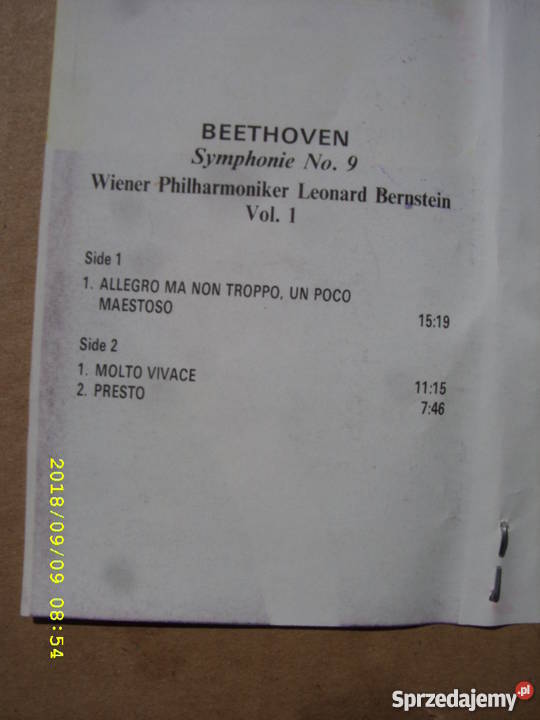 BEETHOVEN
Symphonie No. 9
Wiener Philharmoniker Leonard Bernstein
Vol. 1
Side 1
1. ALLEGRO MA NON TROPPO, UN POCO
MAESTOSO 15:19
Side 2
1. MOLTO VIVACE 11:15
2. PRESTO 7:46
2018/09/09 08:54
Sprzedajemy.pl